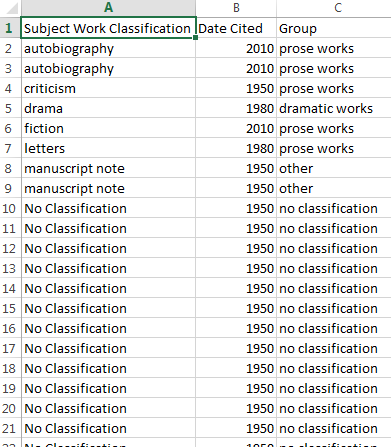 A B C
1 Subject Work Classification Date Cited Group
2 autobiography 2010 prose works
3 autobiography 2010 prose works
4 criticism 1950 prose works
5 drama 1980 dramatic works
6 fiction 2010 prose works
7 letters 1980 prose works
8 manuscript note 1950 other
9 manuscript note 1950 other
10 No Classification 1950 no classification
11 No Classification 1950 no classification
12 No Classification 1950 no classification
13 No Classification 1950 no classification
14 No Classification 1950 no classification
15 No Classification 1950 no classification
16 No Classification 1950 no classification
17 No Classification 1950 no classification
18 No Classification 1950 no classification
19 No Classification 1950 no classification
20 No Classification 1950 no classification
21 No Classification 1950 no classification